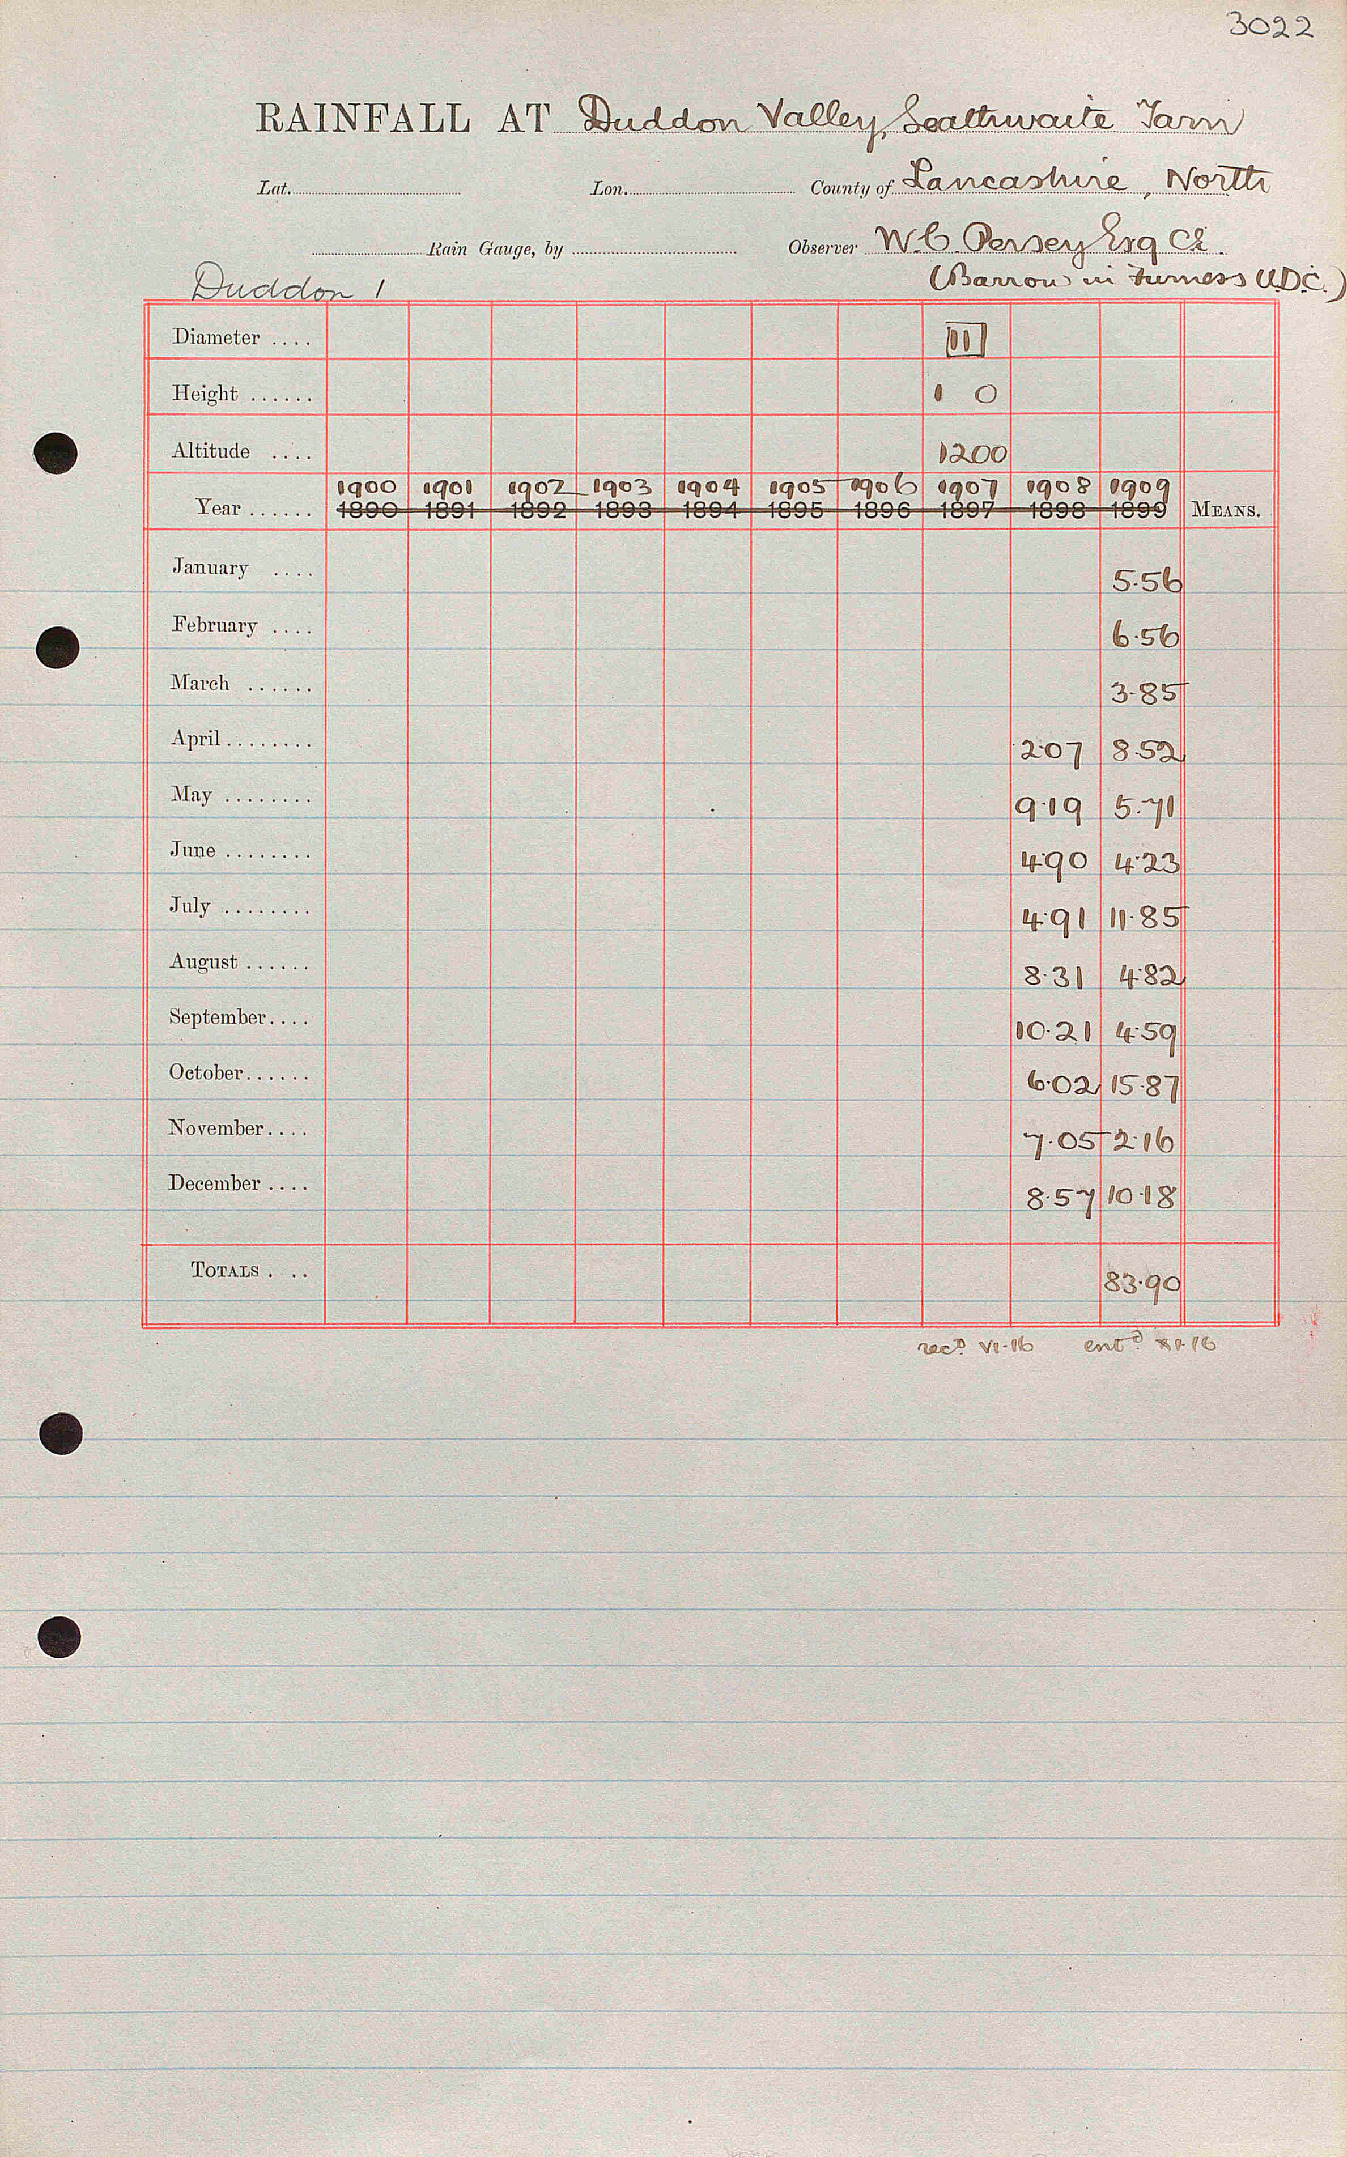 3022
RAINFALL AT Duddon Valley, Seathwaite Tarn
Lat. Lon. County of Lancashire, North
Rain Gauge, by Observer W.C. Persey Esq CE.
Duddon 1 (Barrow in Furness U.D.C.)
Diameter ....
Height ...... 1 0
Altitude .... 1200
1900 1901 1902 1903 1904 1905 1906 1907 1908 1909
Year ...... 1890 1891 1892 1893 1894 1895 1896 1897 1898 1899 MEANS.
January .... 5.56
February .... 6.56
March ...... 3.85
April ........ 2.07 8.52
May ........ 9.19 5.71
June ........ 4.90 4.23
July ........ 4.91 11.85
August ...... 8.31 4.82
September.... 10.21 4.59
October...... 6.02 15.87
November.... 7.05 2.16
December .... 8.57 10.18
TOTALS . .. 83.90
recd. VI.16 entd. XI.16